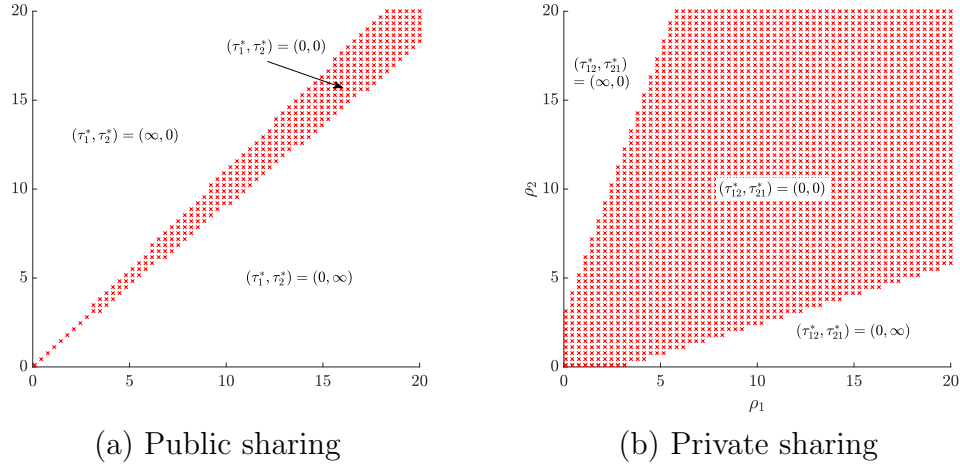 20
15
10
5
0
0
5
10
15
20
(τ₁*, τ₂*) = (0, 0)
(τ₁*, τ₂*) = (∞, 0)
(τ₁*, τ₂*) = (0, ∞)
(a) Public sharing
20
15
10
5
0
0
5
10
15
20
ρ₂
ρ₁
(τ₁₂*, τ₂₁*)
= (∞, 0)
(τ₁₂*, τ₂₁*) = (0, 0)
(τ₁₂*, τ₂₁*) = (0, ∞)
(b) Private sharing